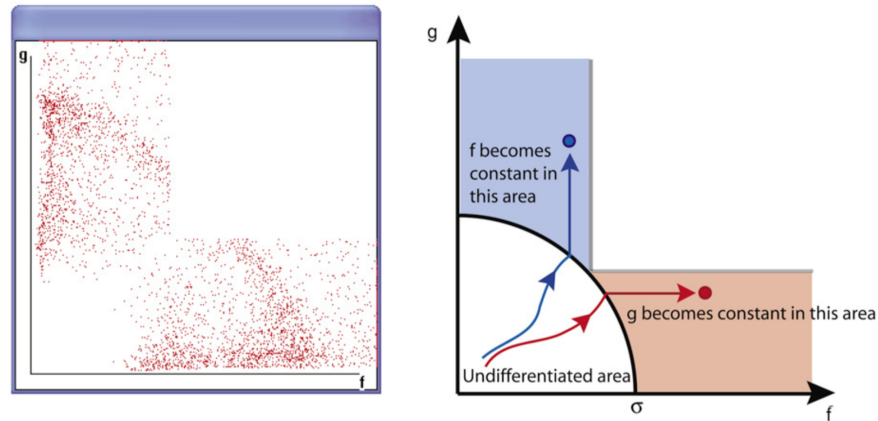 g
f
g
f becomes
constant in
this area
g becomes constant in this area
Undifferentiated area
σ
f